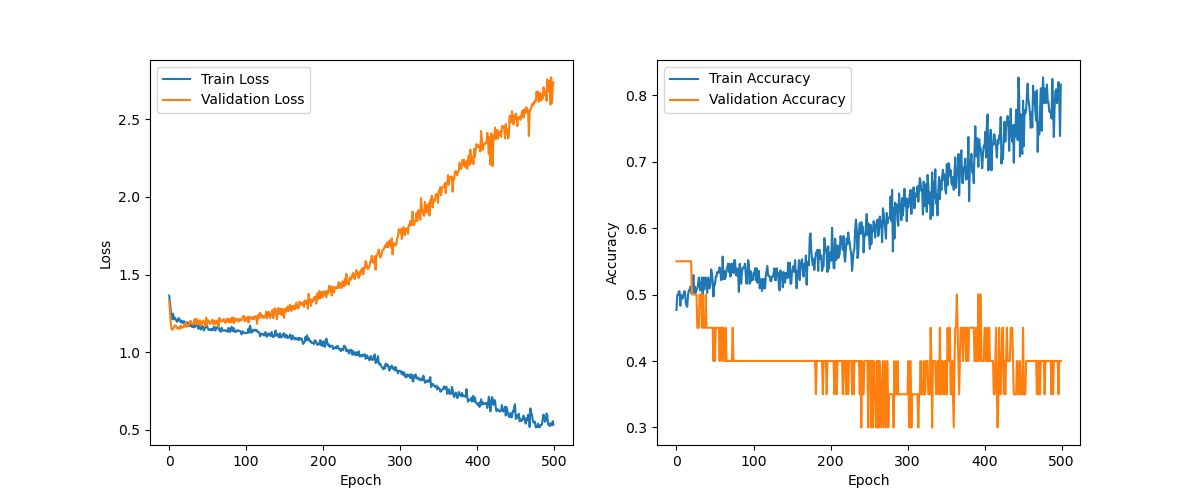 Train Loss
Validation Loss
2.5
2.0
1.5
1.0
0.5
Loss
0 100 200 300 400 500
Epoch
Train Accuracy
Validation Accuracy
0.8
0.7
0.6
0.5
0.4
0.3
Accuracy
0 100 200 300 400 500
Epoch